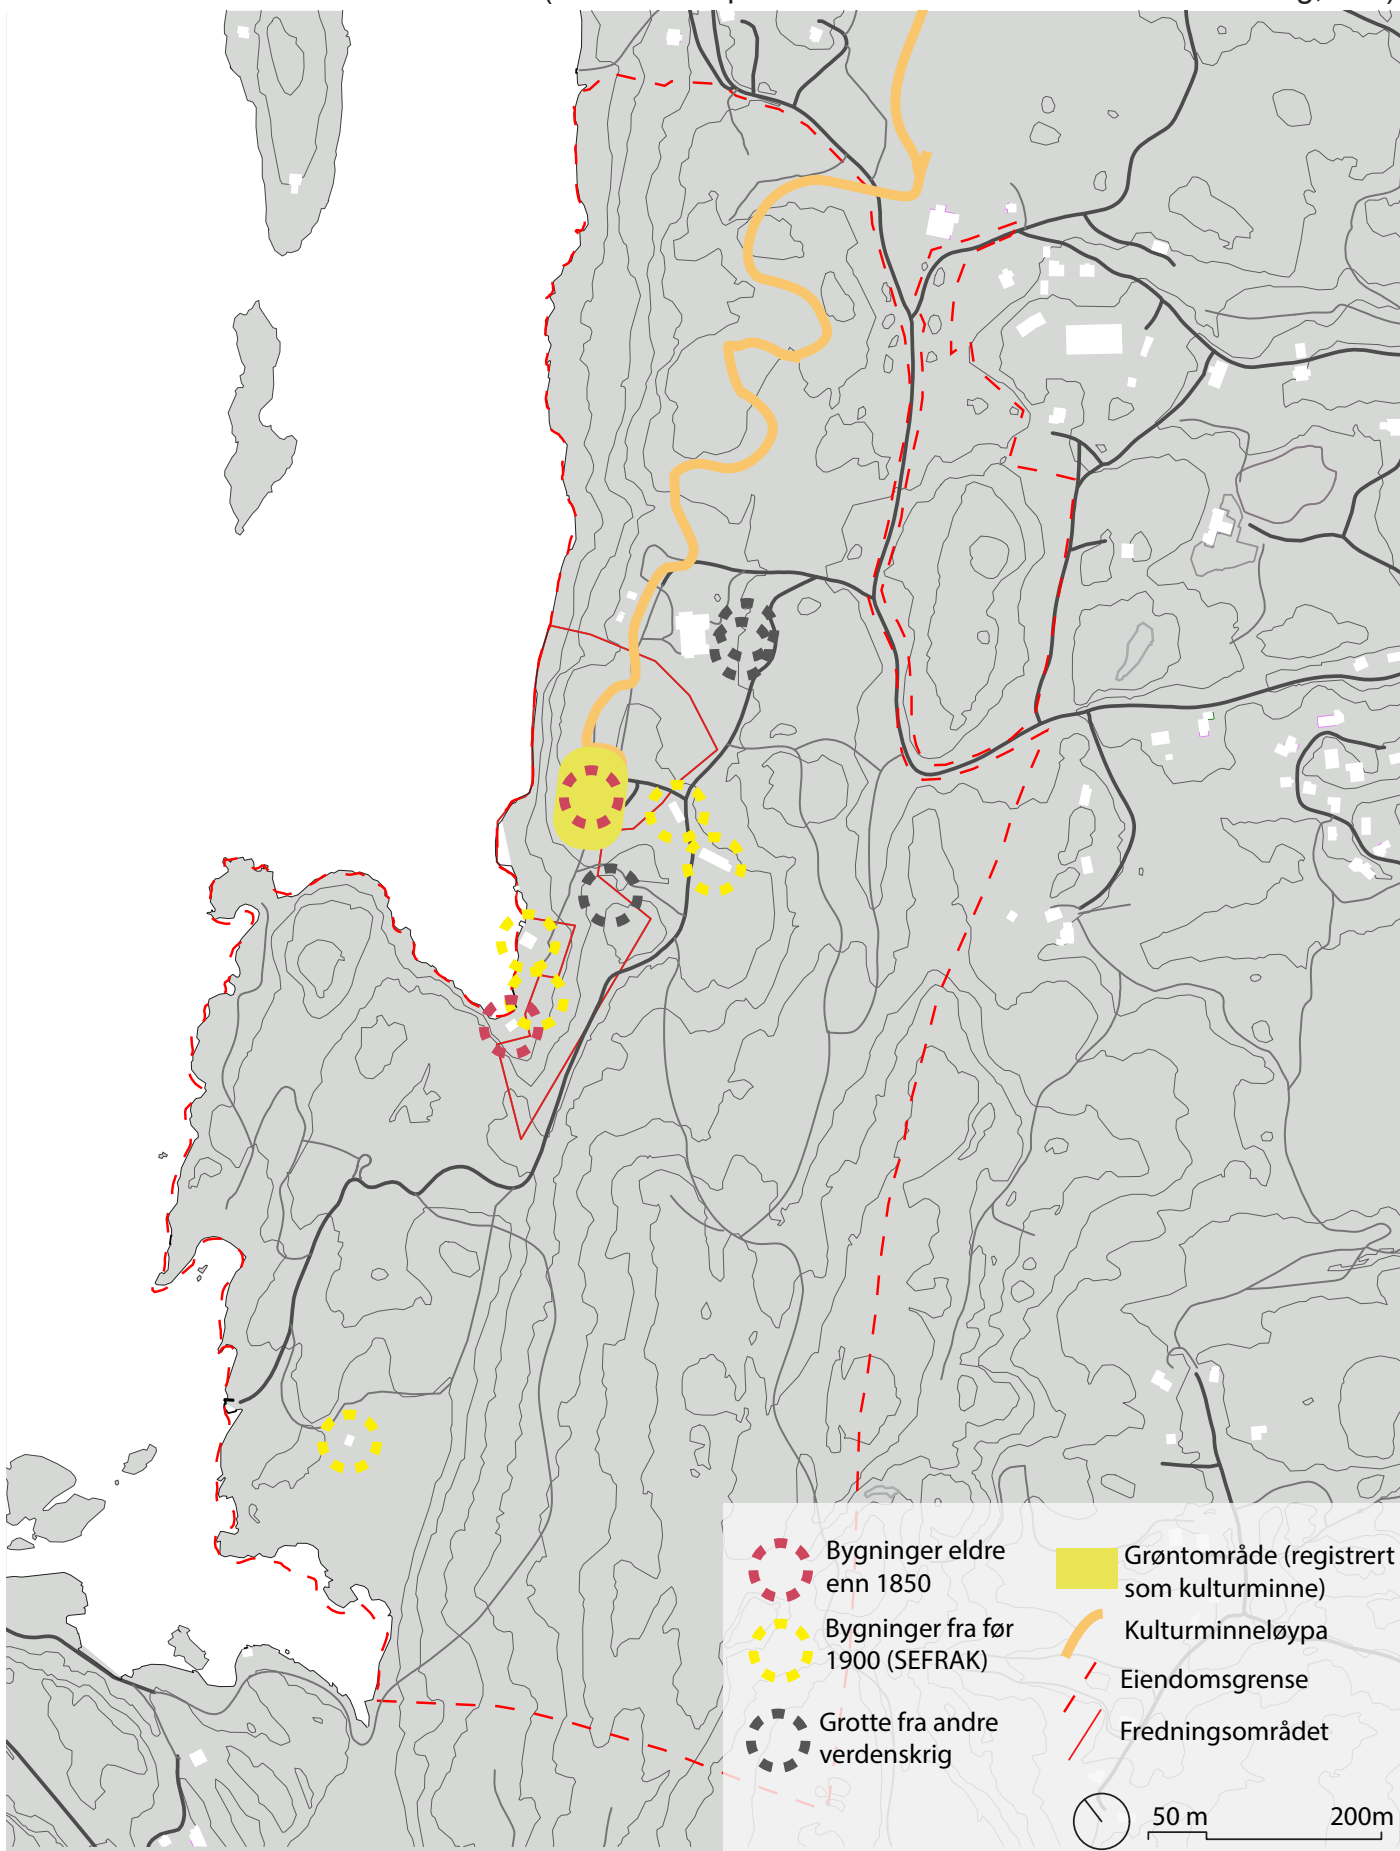 Bygninger eldre
enn 1850
Bygninger fra før
1900 (SEFRAK)
Grotte fra andre
verdenskrig
Grøntområde (registrert
som kulturminne)
Kulturminneløypa
Eiendomsgrense
Fredningsområdet
50 m 200m